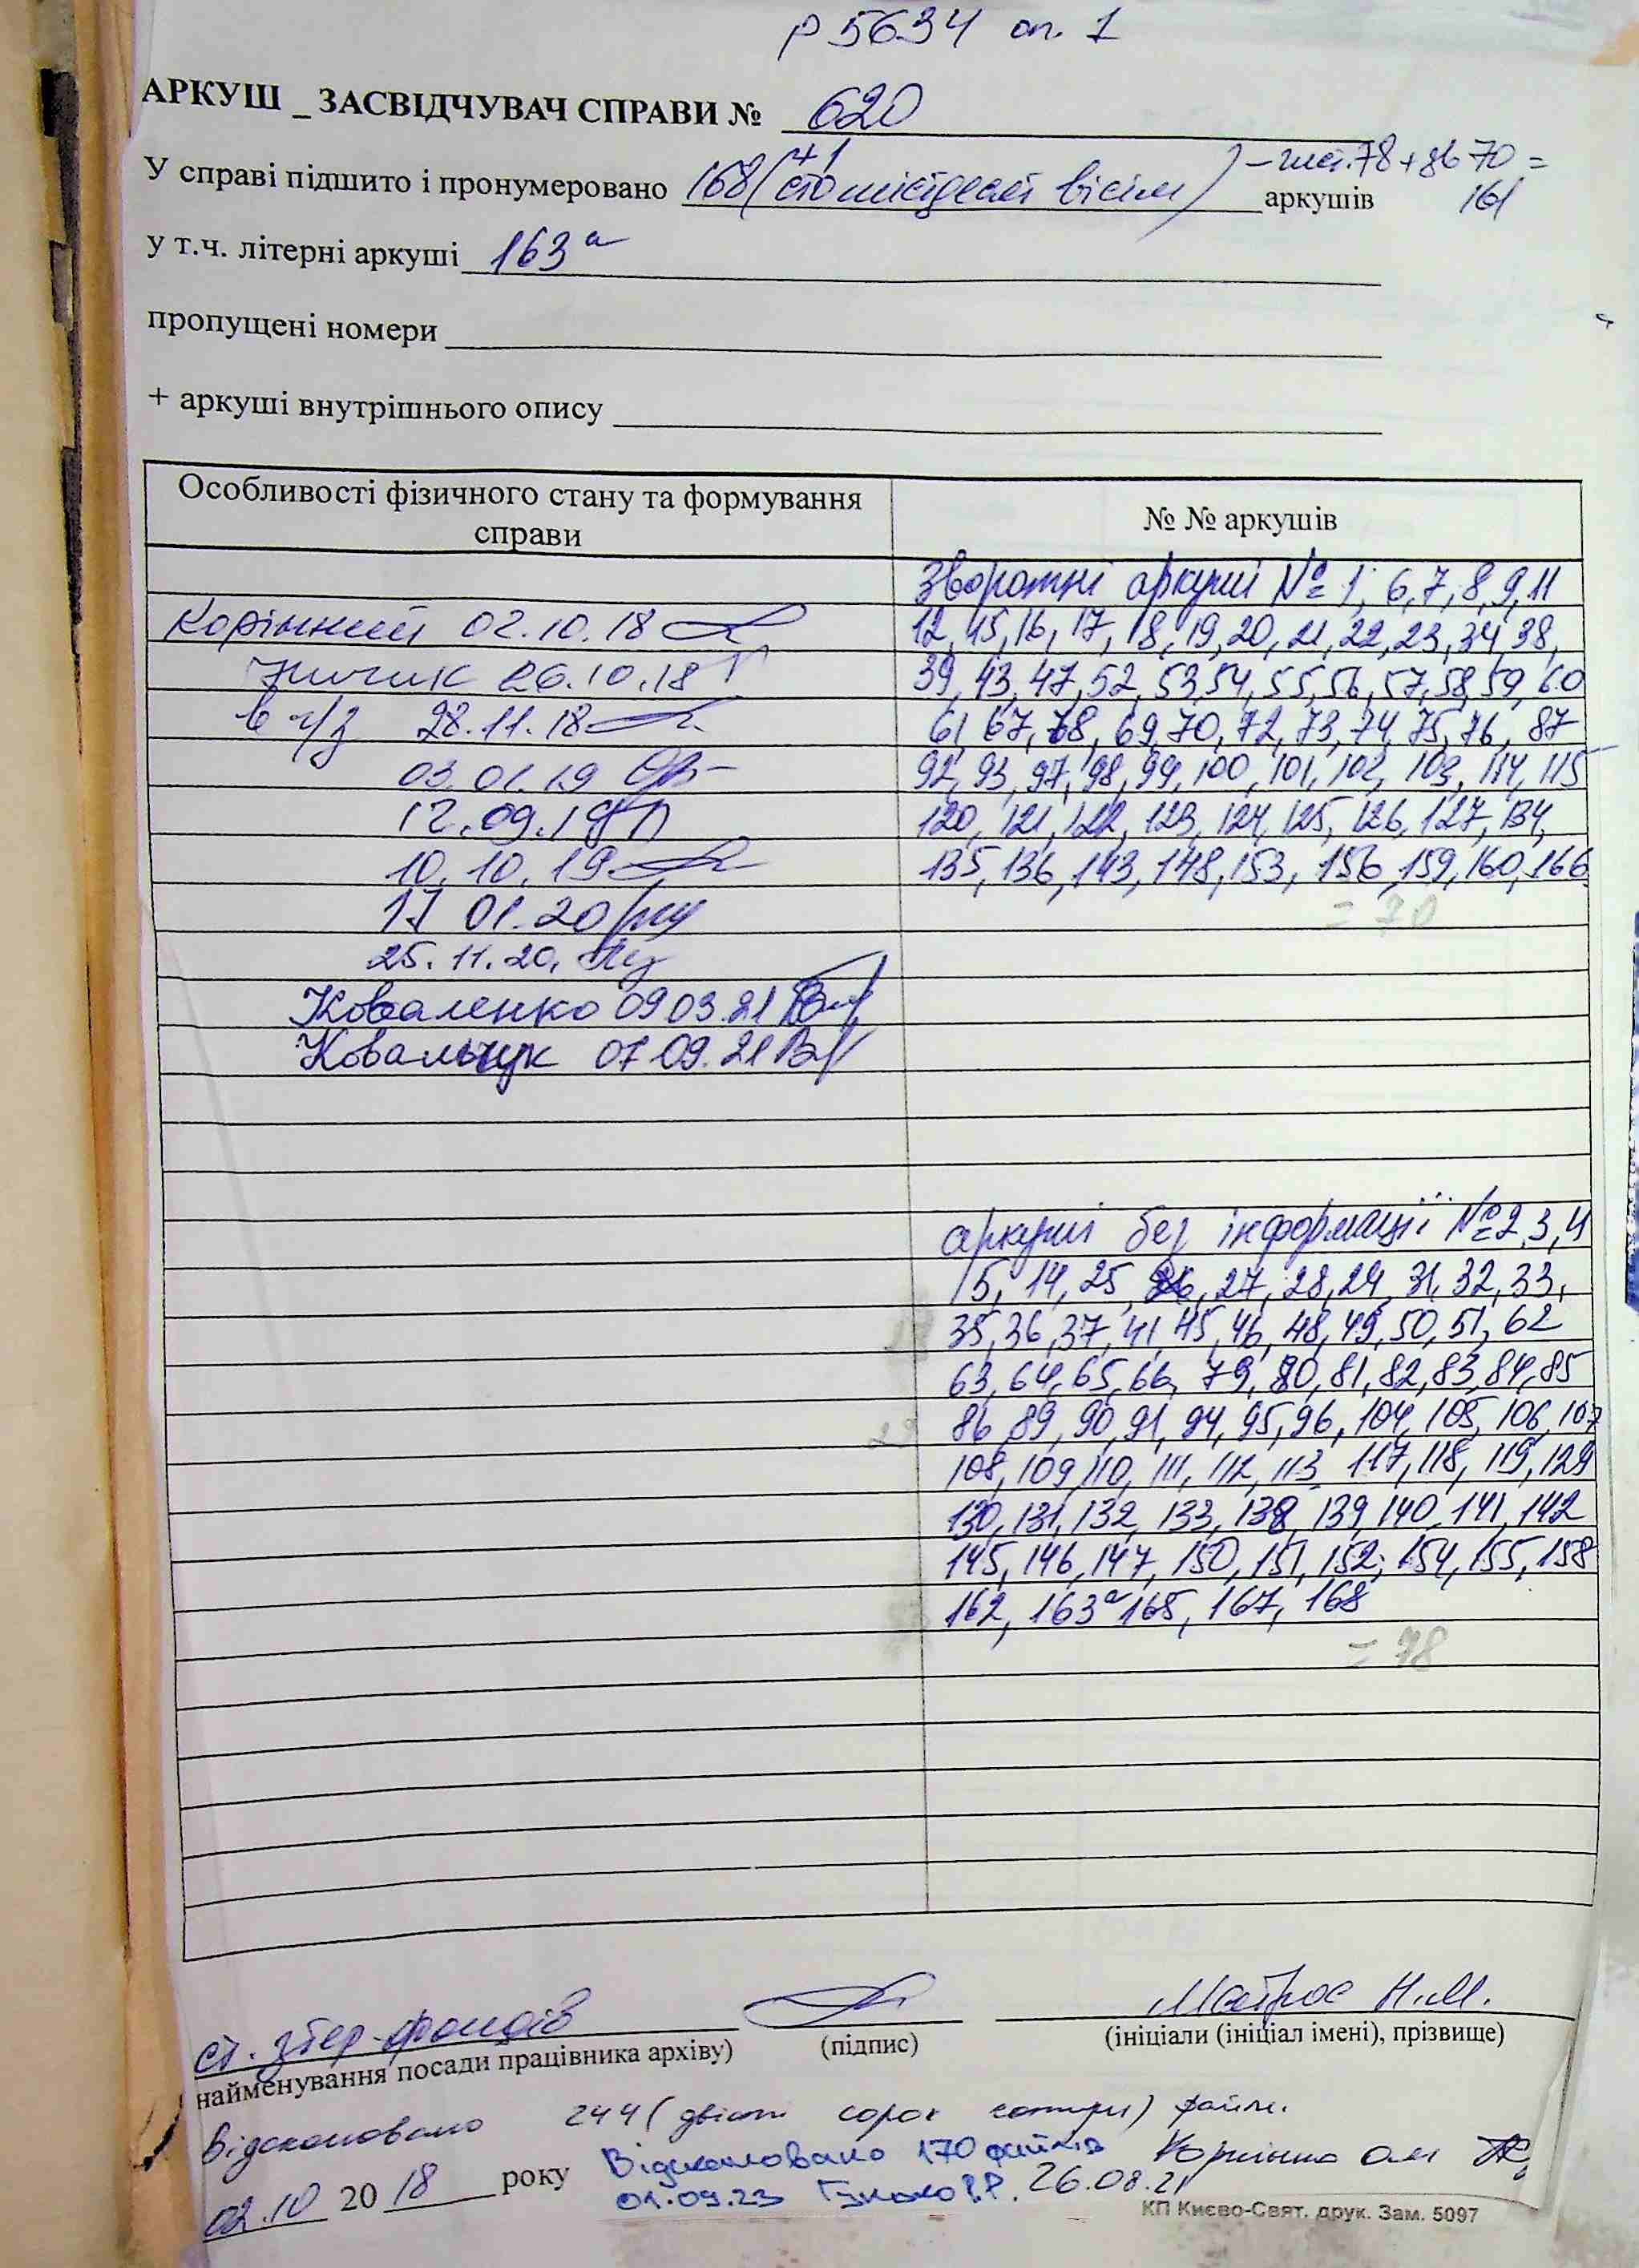 Р 5634 оп. 1
АРКУШ _ ЗАСВІДЧУВАЧ СПРАВИ № 620
+1
– чист. 78 + зв 70 =
У справі підшито і пронумеровано 168 (сто шістдесят вісім) аркушів 161
у т.ч. літерні аркуші 163а
пропущені номери
+ аркуші внутрішнього опису
Особливості фізичного стану та формування справи
№ № аркушів
Зворотні аркуші № 1, 6, 7, 8, 9, 11
Корінний 02.10.18
12, 15, 16, 17, 18, 19, 20, 21, 22, 23, 34, 38,
26.10.18
39, 43, 47, 52, 53, 54, 55, 56, 57, 58, 59, 60
в ч/з 28.11.18
61, 67, 68, 69, 70, 72, 73, 74, 75, 76, 87
03.01.19
92, 93, 97, 98, 99, 100, 101, 102, 103, 114, 115
12.09.19
120, 121, 122, 123, 124, 125, 126, 127, 134,
10.10.19
135, 136, 143, 148, 153, 156, 159, 160, 166
17 01.20
= 70
25.11.20.
Коваленко 09 03.21
Ковальчук 07.09.21
аркуші без інформації № 2, 3, 4
5, 14, 25, 26, 27, 28, 29, 31, 32, 33,
35, 36, 37, 41, 45, 46, 48, 49, 50, 51, 62
63, 64, 65, 66, 79, 80, 81, 82, 83, 84, 85
86, 89, 90, 91, 94, 95, 96, 104, 105, 106, 107
108, 109, 110, 111, 112, 113, 117, 118, 119, 129
130, 131, 132, 133, 138, 139, 140, 141, 142
145, 146, 147, 150, 151, 152, 154, 155, 158
162, 163а 165, 167, 168
= 78
ст. збер. фондів
Матрос Н.М.
найменування посади працівника архіву)
(підпис)
(ініціали (ініціал імені), прізвище)
Відскановано 244 (двісті сорок чотири) файли.
Відскановано 170 файлів
02.10 20 18 року
01.09.23
26.08.21
КП Києво-Свят. друк. Зам. 5097